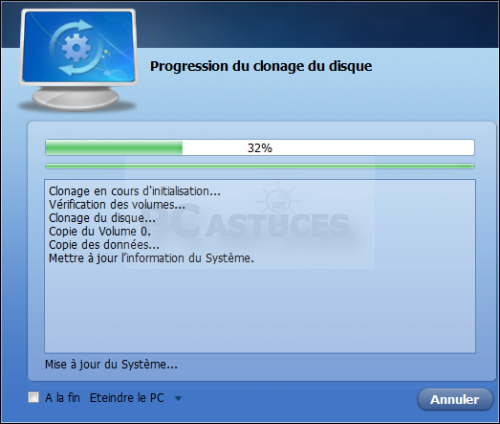 Progression du clonage du disque
32%
Clonage en cours d'initialisation...
Vérification des volumes...
Clonage du disque...
Copie du Volume 0.
Copie des données...
Mettre à jour l'information du Système.
PC ASTUCES
Mise à jour du Système...
A la fin Eteindre le PC
Annuler